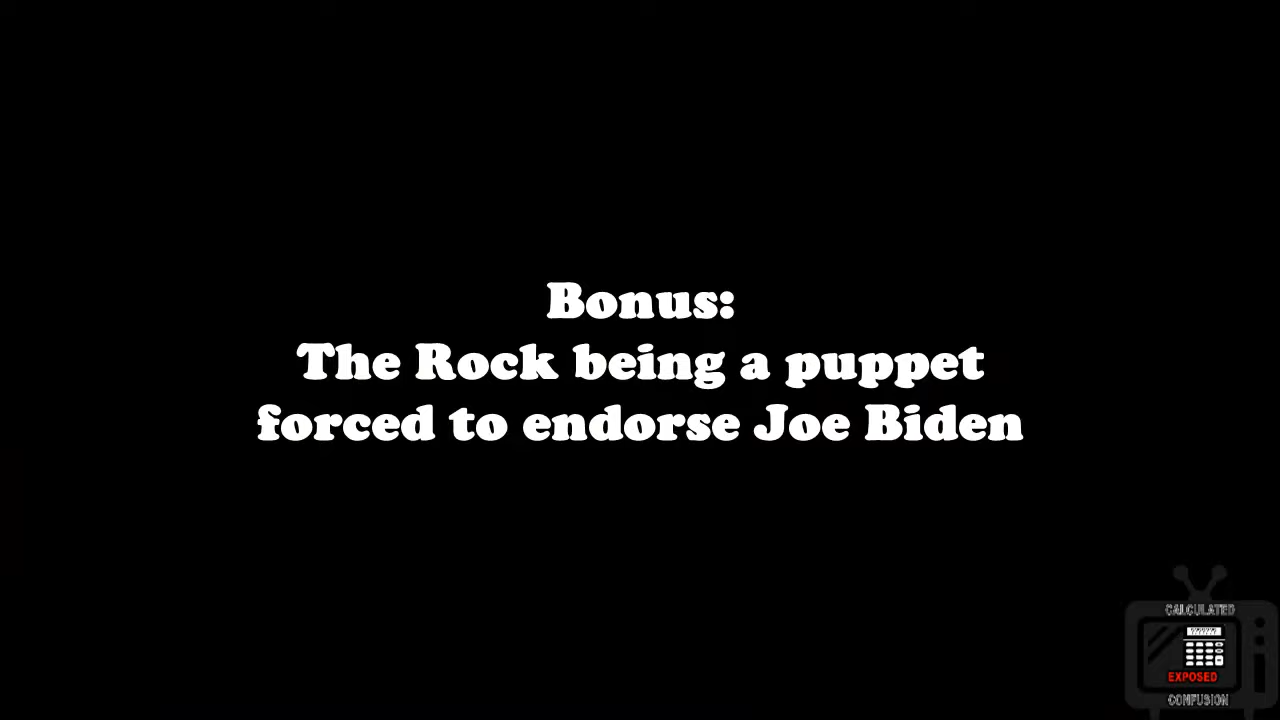 Bonus:
The Rock being a puppet
forced to endorse Joe Biden
CALCULATED
EXPOSED
CONFUSION